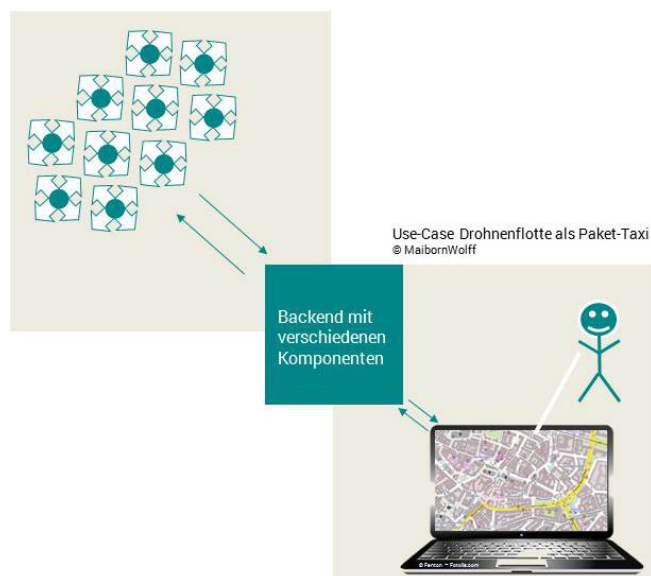 Use-Case Drohnenflotte als Paket-Taxi
© MaibornWolff
Backend mit
verschiedenen
Komponenten
© Fenton – Fotolia.com